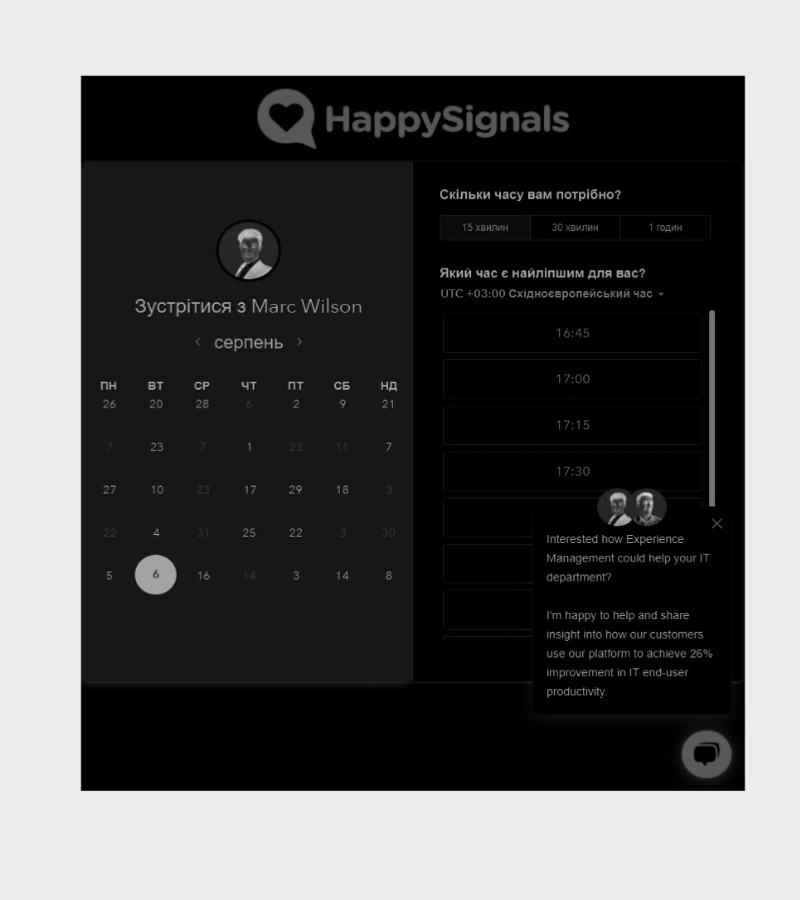 HappySignals
Зустрітися з Marc Wilson
серпень
ПН ВТ СР ЧТ ПТ СБ НД
26 20 28 6 2 9 21
7 23 7 1 23 11 7
27 10 23 17 29 18 3
22 4 31 25 22 3 30
5 6 16 14 3 14 8
Скільки часу вам потрібно?
15 хвилин 30 хвилин 1 годин
Який час є найліпшим для вас?
UTC +03:00 Східноєвропейський час
16:45
17:00
17:15
17:30
Interested how Experience
Management could help your IT
department?
I'm happy to help and share
insight into how our customers
use our platform to achieve 26%
improvement in IT end-user
productivity.